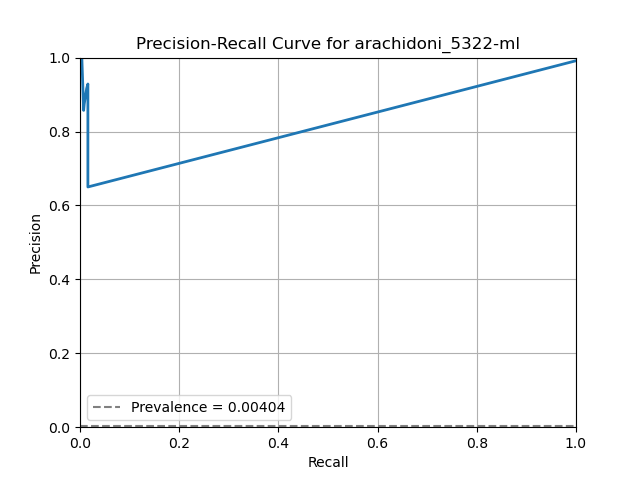 Precision-Recall Curve for arachidoni_5322-ml
1.0
0.8
0.6
0.4
0.2
0.0
Precision
Prevalence = 0.00404
0.0 0.2 0.4 0.6 0.8 1.0
Recall